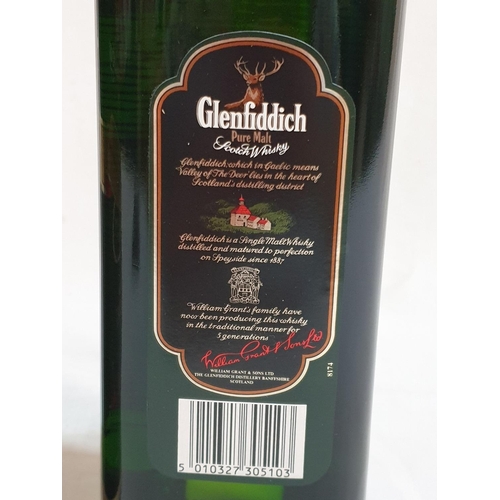 Glenfiddich
Pure Malt
Scotch Whisky
Glenfiddich, which in Gaelic means
Valley of The Deer lies in the heart of
Scotland's distilling district
Glenfiddich is a Single Malt Whisky
distilled and matured to perfection
on Speyside since 1887
William Grant's family have
now been producing this whisky
in the traditional manner for
5 generations
William Grant & Sons Ltd
WILLIAM GRANT & SONS LTD
THE GLENFIDDICH DISTILLERY BANFFSHIRE
SCOTLAND
8174
5 010327 305103